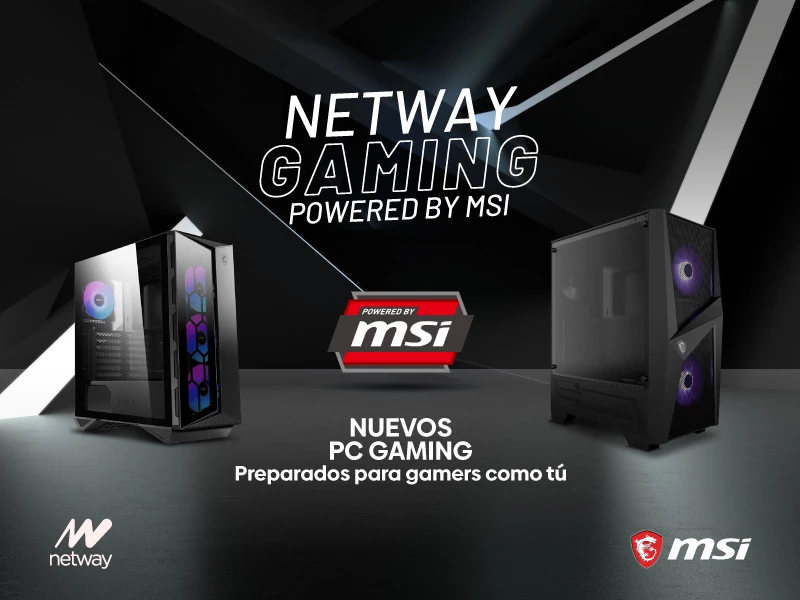 NETWAY
GAMING
POWERED BY MSI
POWERED BY
msi
NUEVOS
PC GAMING
Preparados para gamers como tú
netway
msi